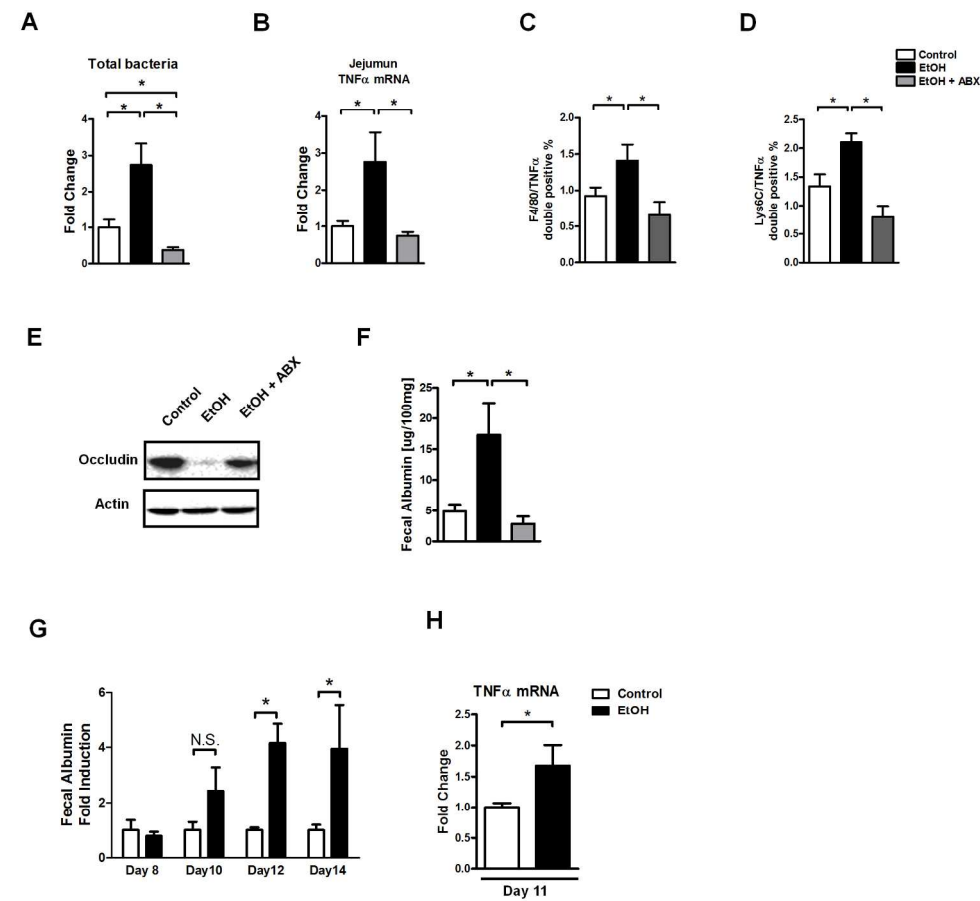 A
B
C
D
Total bacteria
Jejumun
TNFα mRNA
Control
EtOH
EtOH + ABX
*
* *
* *
* *
* *
Fold Change
4
3
2
1
0
Fold Change
4
3
2
1
0
F4/80/TNFα
double positive %
2.0
1.5
1.0
0.5
0.0
Lys6C/TNFα
double positive %
2.5
2.0
1.5
1.0
0.5
0.0
E
F
Control
EtOH
EtOH + ABX
Occludin
Actin
Fecal Albumin [ug/100mg]
25
20
15
10
5
0
* *
G
H
Fecal Albumin
Fold Induction
6
4
2
0
N.S.
*
*
Day 8 Day10 Day12 Day14
TNFα mRNA
Control
EtOH
Fold Change
2.5
2.0
1.5
1.0
0.5
0.0
*
Day 11